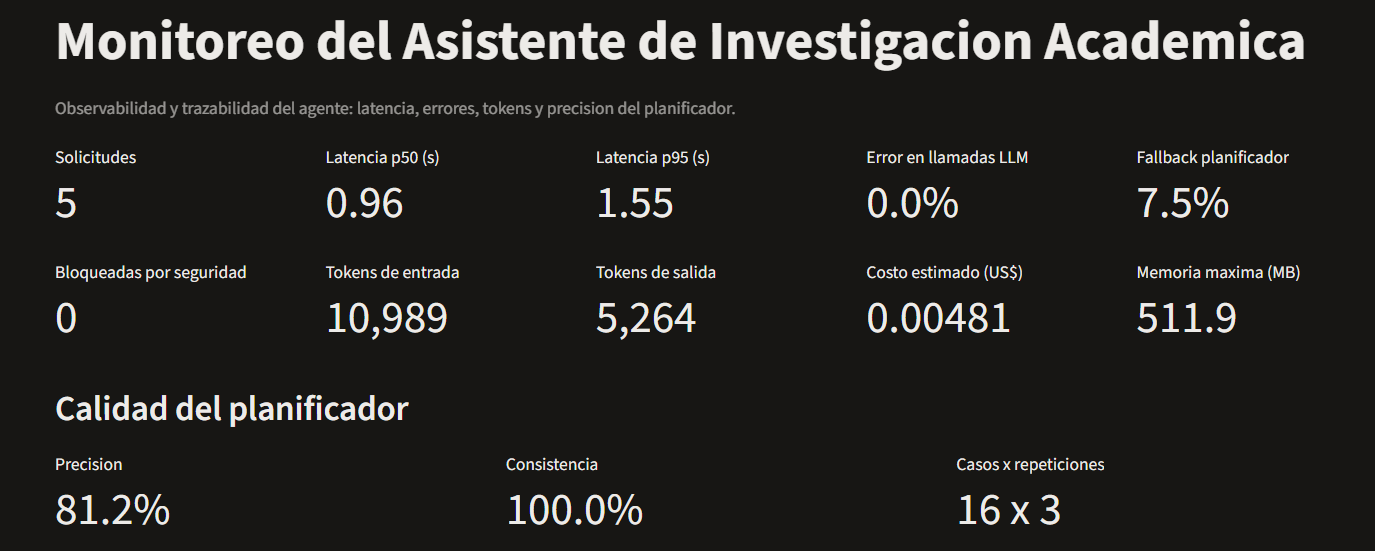 Monitoreo del Asistente de Investigacion Academica
Observabilidad y trazabilidad del agente: latencia, errores, tokens y precision del planificador.
Solicitudes
5
Latencia p50 (s)
0.96
Latencia p95 (s)
1.55
Error en llamadas LLM
0.0%
Fallback planificador
7.5%
Bloqueadas por seguridad
0
Tokens de entrada
10,989
Tokens de salida
5,264
Costo estimado (US$)
0.00481
Memoria maxima (MB)
511.9
Calidad del planificador
Precision
81.2%
Consistencia
100.0%
Casos x repeticiones
16 x 3